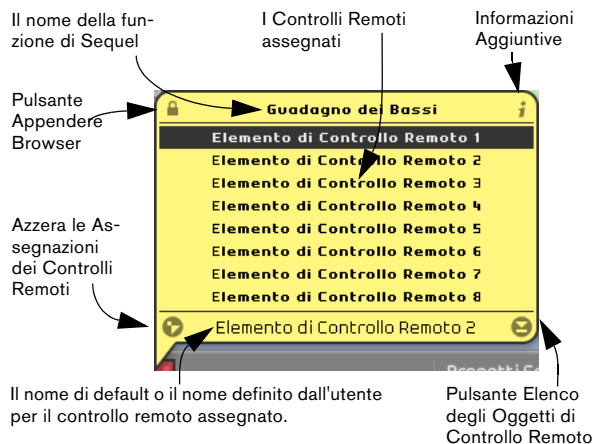 Il nome della fun-
zione di Sequel
I Controlli Remoti
assegnati
Informazioni
Aggiuntive
Pulsante
Appendere
Browser
Guadagno dei Bassi
Elemento di Controllo Remoto 1
Elemento di Controllo Remoto 2
Elemento di Controllo Remoto 3
Elemento di Controllo Remoto 4
Elemento di Controllo Remoto 5
Elemento di Controllo Remoto 6
Elemento di Controllo Remoto 7
Elemento di Controllo Remoto 8
Azzera le As-
segnazioni
dei Controlli
Remoti
Elemento di Controllo Remoto 2
Il nome di default o il nome definito dall'utente
per il controllo remoto assegnato.
Pulsante Elenco
degli Oggetti di
Controllo Remoto